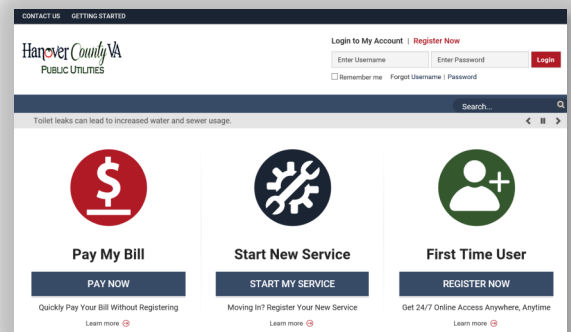 CONTACT US GETTING STARTED
Hanover County VA
PUBLIC UTILITIES
Login to My Account | Register Now
Enter Username Enter Password Login
Remember me Forgot Username | Password
Search...
Toilet leaks can lead to increased water and sewer usage.
Pay My Bill Start New Service First Time User
PAY NOW START MY SERVICE REGISTER NOW
Quickly Pay Your Bill Without Registering Moving In? Register Your New Service Get 24/7 Online Access Anywhere, Anytime
Learn more Learn more Learn more